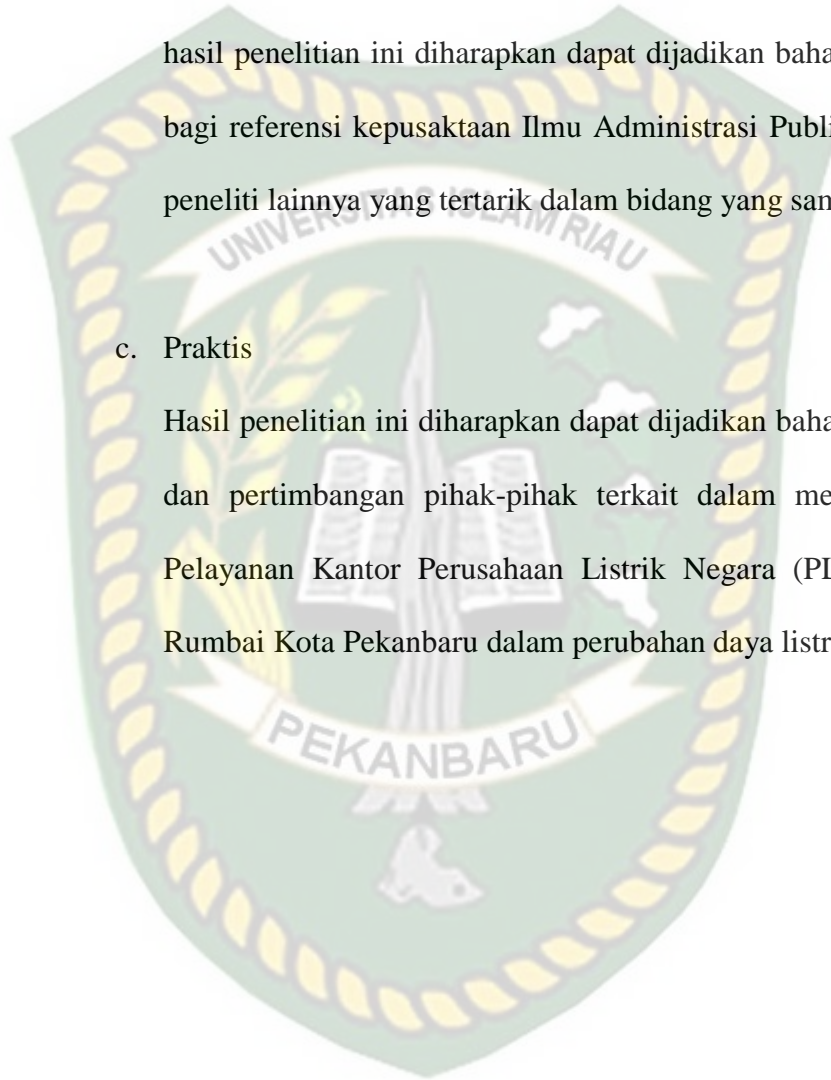 hasil penelitian ini diharapkan dapat dijadikan baha
bagi referensi kepusaktaan Ilmu Administrasi Publi
peneliti lainnya yang tertarik dalam bidang yang sam
UNIVERSITAS ISLAM RIAU
c. Praktis
Hasil penelitian ini diharapkan dapat dijadikan baha
dan pertimbangan pihak-pihak terkait dalam me
Pelayanan Kantor Perusahaan Listrik Negara (PL
Rumbai Kota Pekanbaru dalam perubahan daya listr
PEKANBARU